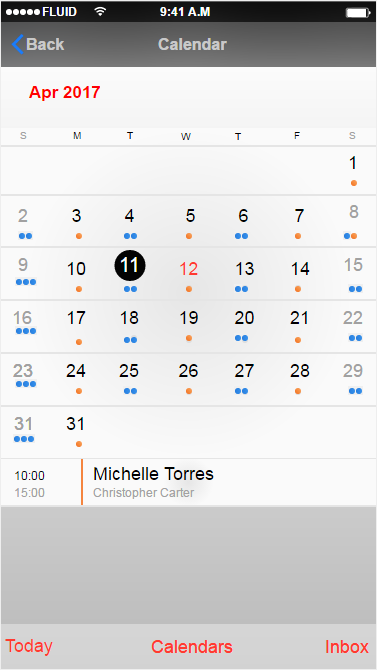 FLUID 9:41 A.M
Back Calendar
Apr 2017
S M T W T F S
1
2 3 4 5 6 7 8
9 10 11 12 13 14 15
16 17 18 19 20 21 22
23 24 25 26 27 28 29
31 31
10:00 Michelle Torres
15:00 Christopher Carter
Today Calendars Inbox